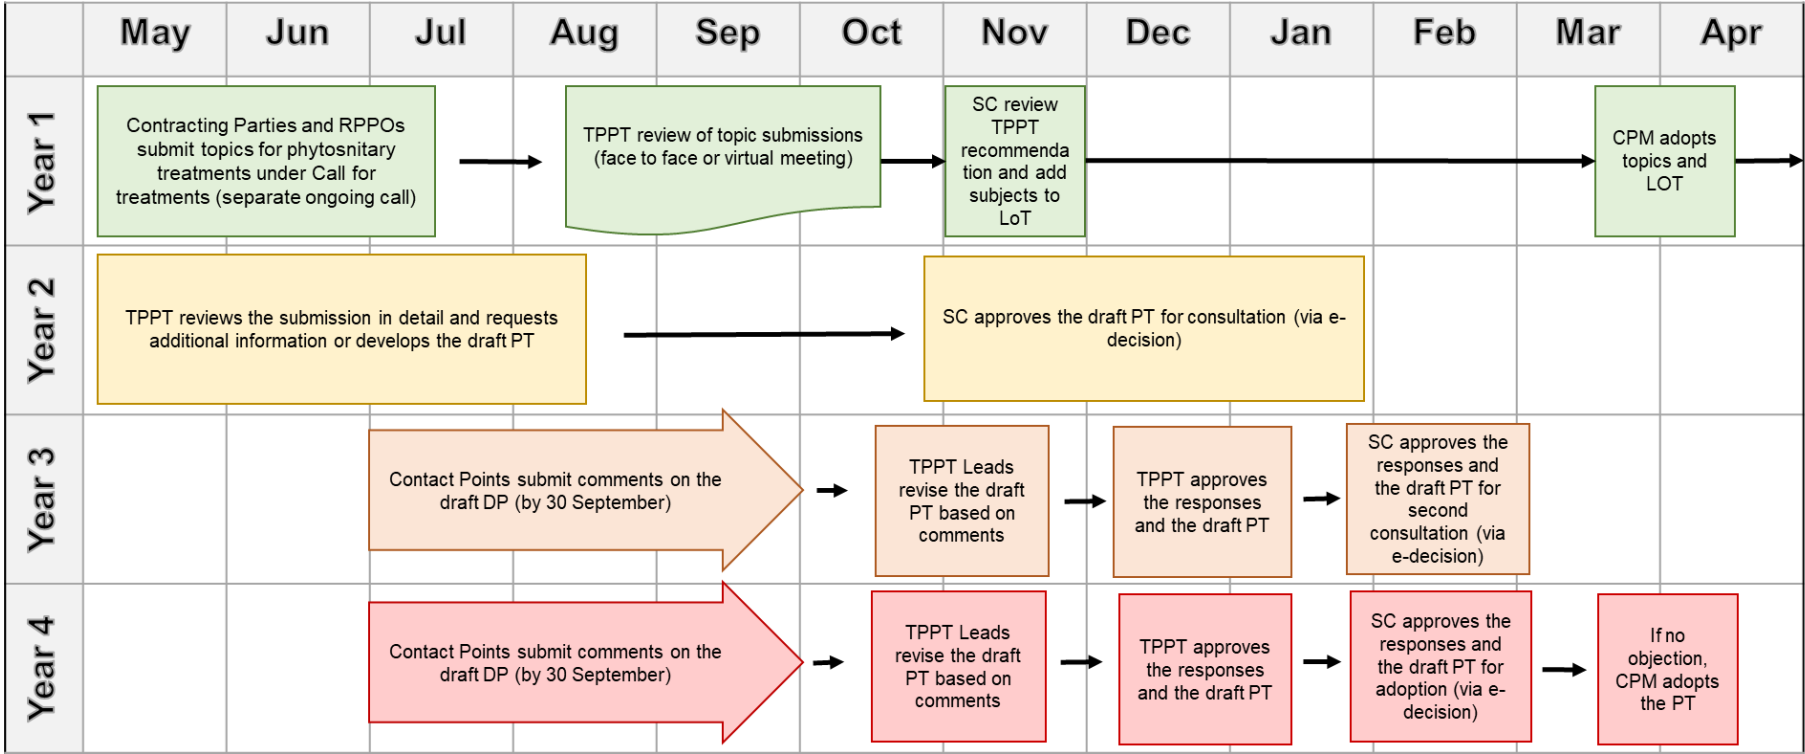 May Jun Jul Aug Sep Oct Nov Dec Jan Feb Mar Apr
Year 1
Contracting Parties and RPPOs
submit topics for phytosnitary
treatments under Call for
treatments (separate ongoing call)
TPPT review of topic submissions
(face to face or virtual meeting)
SC review
TPPT
recommenda
tion and add
subjects to
LoT
CPM adopts
topics and
LOT
Year 2
TPPT reviews the submission in detail and requests
additional information or develops the draft PT
SC approves the draft PT for consultation (via e-
decision)
Year 3
Contact Points submit comments on the
draft DP (by 30 September)
TPPT Leads
revise the draft
PT based on
comments
TPPT approves
the responses
and the draft PT
SC approves the
responses and
the draft PT for
second
consultation (via
e-decision)
Year 4
Contact Points submit comments on the
draft DP (by 30 September)
TPPT Leads
revise the draft
PT based on
comments
TPPT approves
the responses
and the draft PT
SC approves the
responses and
the draft PT for
adoption (via e-
decision)
If no
objection,
CPM adopts
the PT